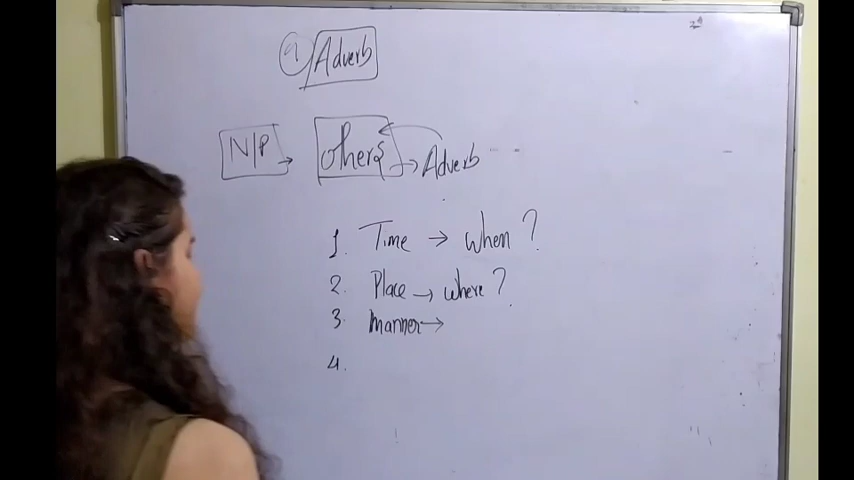 Adverb
N/P → others → Adverb
1. Time → when ?
2. Place → where ?
3. manner →
4.